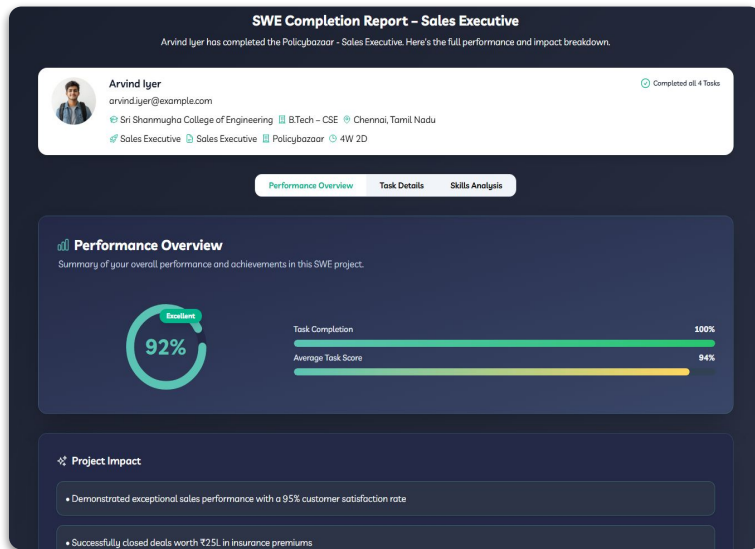 SWE Completion Report – Sales Executive
Arvind Iyer has completed the Policybazaar - Sales Executive. Here's the full performance and impact breakdown.
Arvind Iyer
Completed all 4 Tasks
arvind.iyer@example.com
Sri Shanmugha College of Engineering B.Tech – CSE Chennai, Tamil Nadu
Sales Executive Sales Executive Policybazaar 4W 2D
Performance Overview Task Details Skills Analysis
Performance Overview
Summary of your overall performance and achievements in this SWE project.
Excellent
92%
Task Completion 100%
Average Task Score 94%
Project Impact
• Demonstrated exceptional sales performance with a 95% customer satisfaction rate
• Successfully closed deals worth ₹25L in insurance premiums